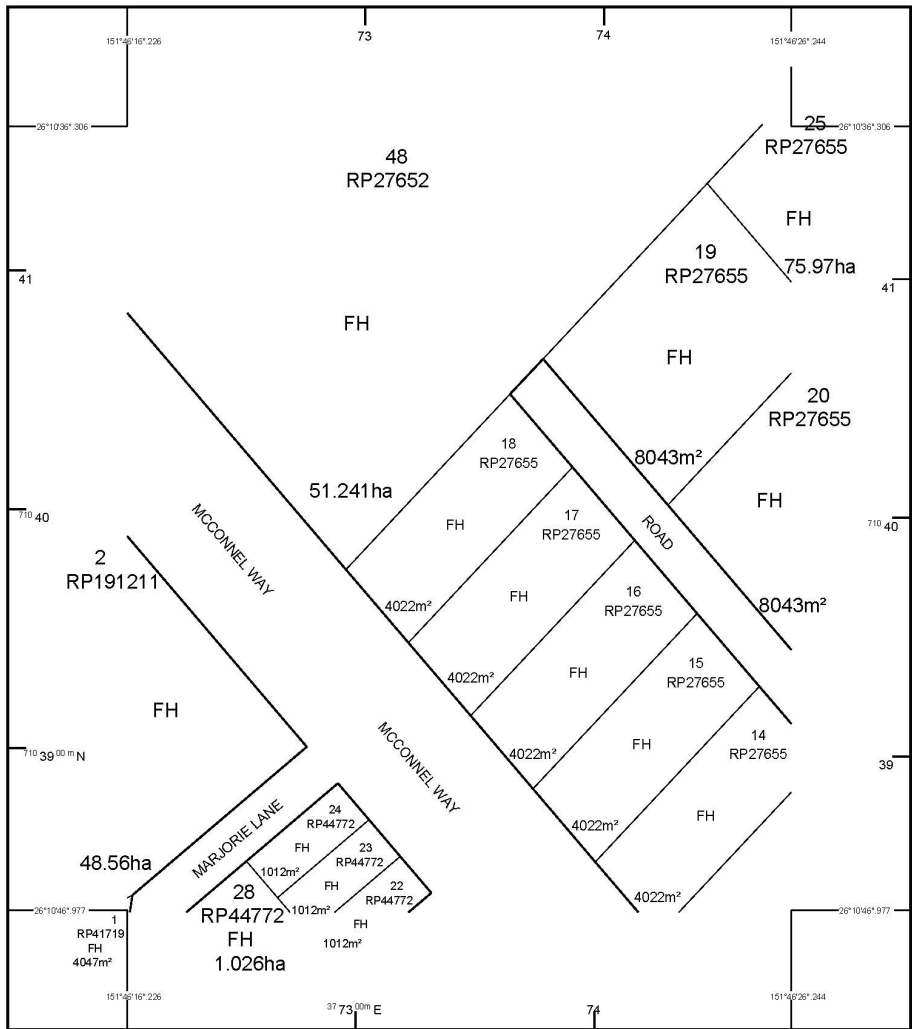 73
74
151°46'16".226
151°46'26".244
26°10'36".306
26°10'36".306
25
RP27655
FH
75.97ha
48
RP27652
FH
51.241ha
19
RP27655
FH
8043m²
41
41
20
RP27655
FH
8043m²
18
RP27655
FH
4022m²
17
RP27655
FH
4022m²
ROAD
710 40
710 40
MCCONNEL WAY
2
RP191211
FH
48.56ha
16
RP27655
FH
4022m²
15
RP27655
FH
4022m²
14
RP27655
FH
4022m²
MCCONNEL WAY
710 39 00 m N
39
MARJORIE LANE
24
RP44772
FH
1012m²
23
RP44772
FH
1012m²
22
RP44772
FH
1012m²
28
RP44772
FH
1.026ha
26°10'46".977
26°10'46".977
1
RP41719
FH
4047m²
151°46'16".226
151°46'26".244
37 73 00m E
74